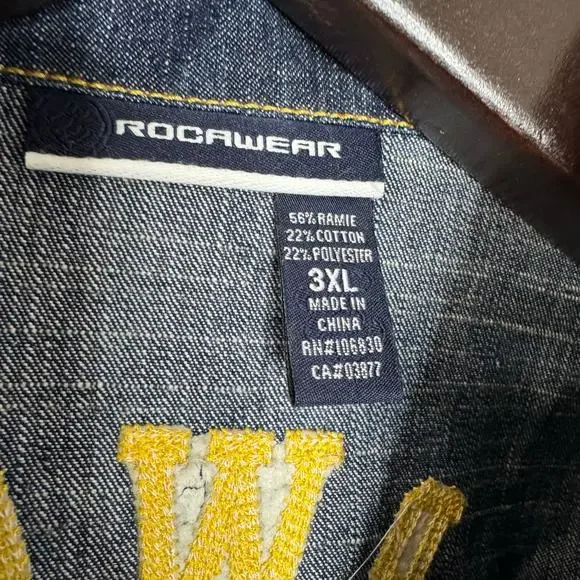 ROCAWEAR
56% RAMIE
22% COTTON
22% POLYESTER
3XL
MADE IN
CHINA
RN#106830
CA#03877
W